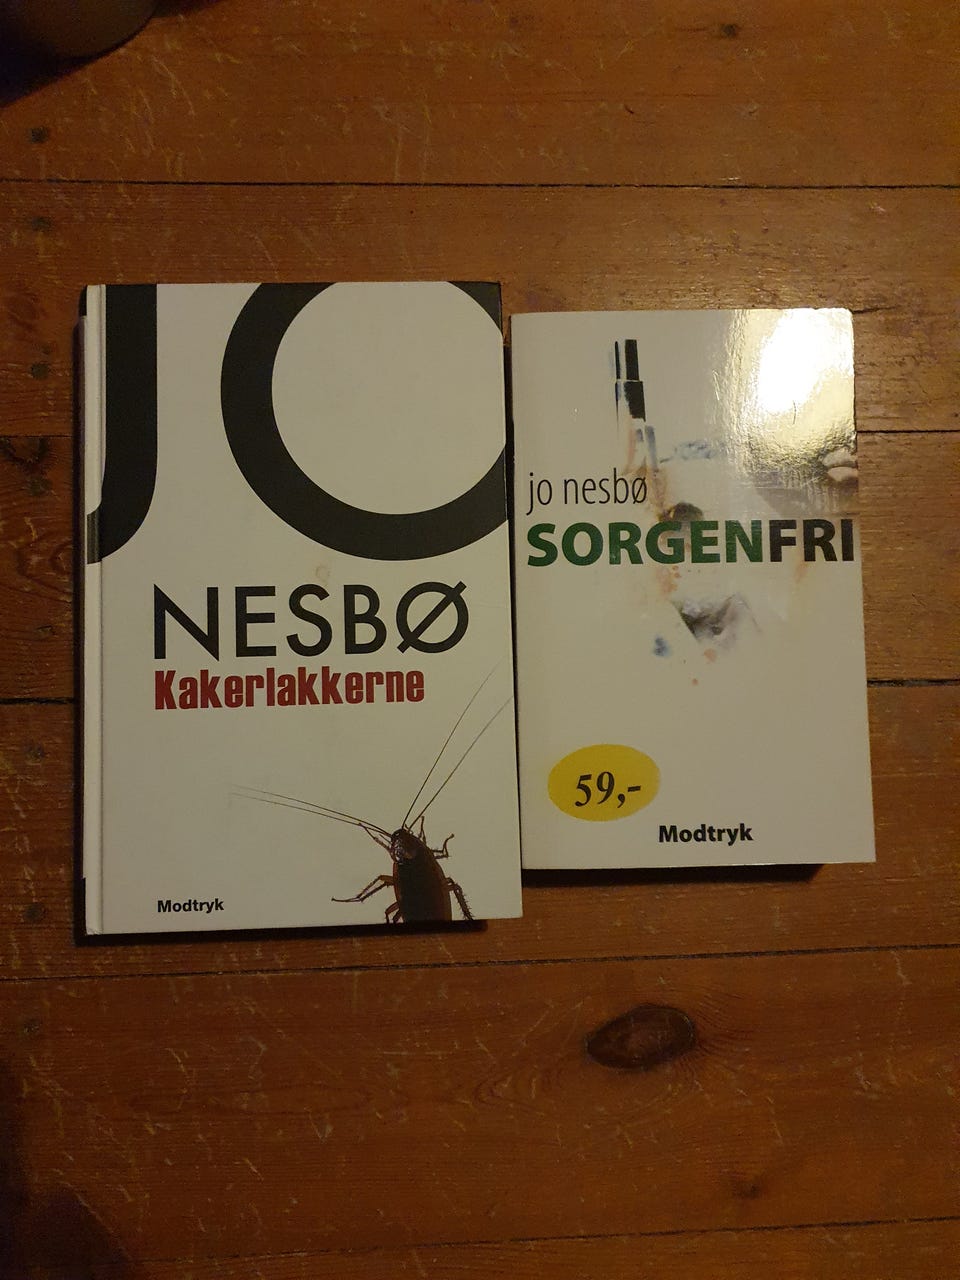 JO
NESBØ
Kakerlakkerne
Modtryk
jo nesbø
SORGENFRI
59,-
Modtryk